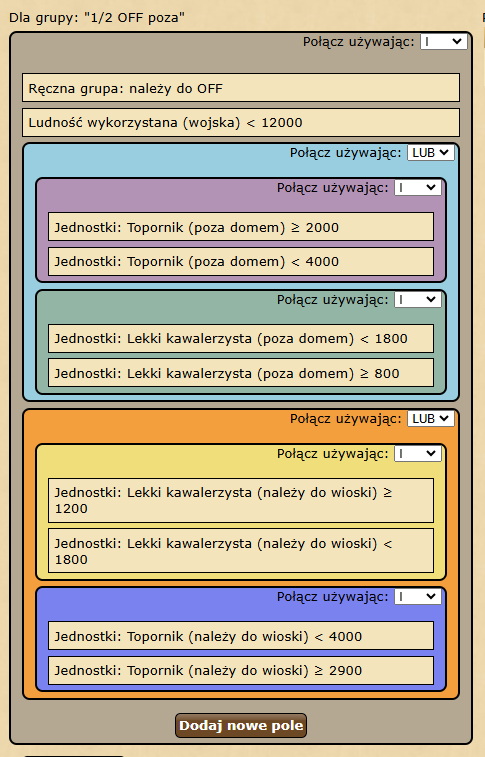 Dla grupy: "1/2 OFF poza"
Połącz używając: I
Ręczna grupa: należy do OFF
Ludność wykorzystana (wojska) < 12000
Połącz używając: LUB
Połącz używając: I
Jednostki: Topornik (poza domem) ≥ 2000
Jednostki: Topornik (poza domem) < 4000
Połącz używając: I
Jednostki: Lekki kawalerzysta (poza domem) < 1800
Jednostki: Lekki kawalerzysta (poza domem) ≥ 800
Połącz używając: LUB
Połącz używając: I
Jednostki: Lekki kawalerzysta (należy do wioski) ≥
1200
Jednostki: Lekki kawalerzysta (należy do wioski) <
1800
Połącz używając: I
Jednostki: Topornik (należy do wioski) < 4000
Jednostki: Topornik (należy do wioski) ≥ 2900
Dodaj nowe pole